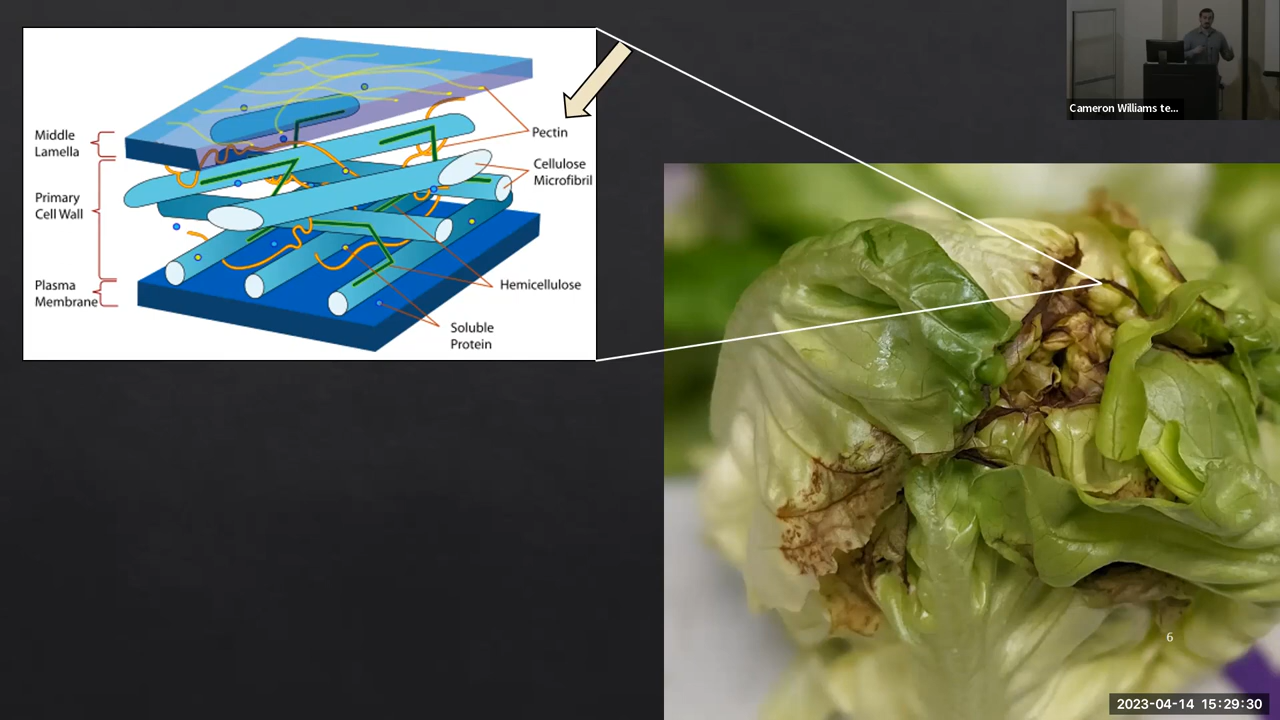 Cameron Williams te...
Middle
Lamella
Primary
Cell Wall
Plasma
Membrane
Pectin
Cellulose
Microfibril
Hemicellulose
Soluble
Protein
6
2023-04-14 15:29:30